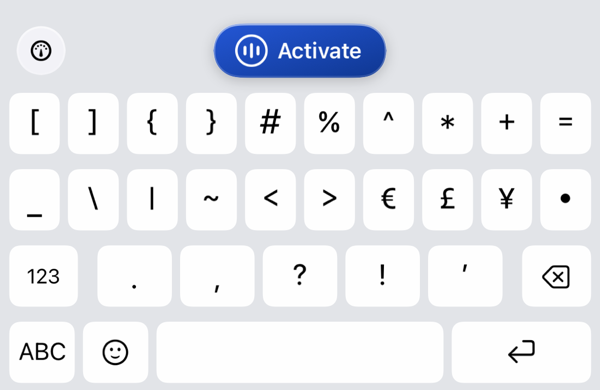 Activate
[ ] { } # % ^ * + =
_ \ | ~ < > € £ ¥ •
123 . , ? ! ′
ABC